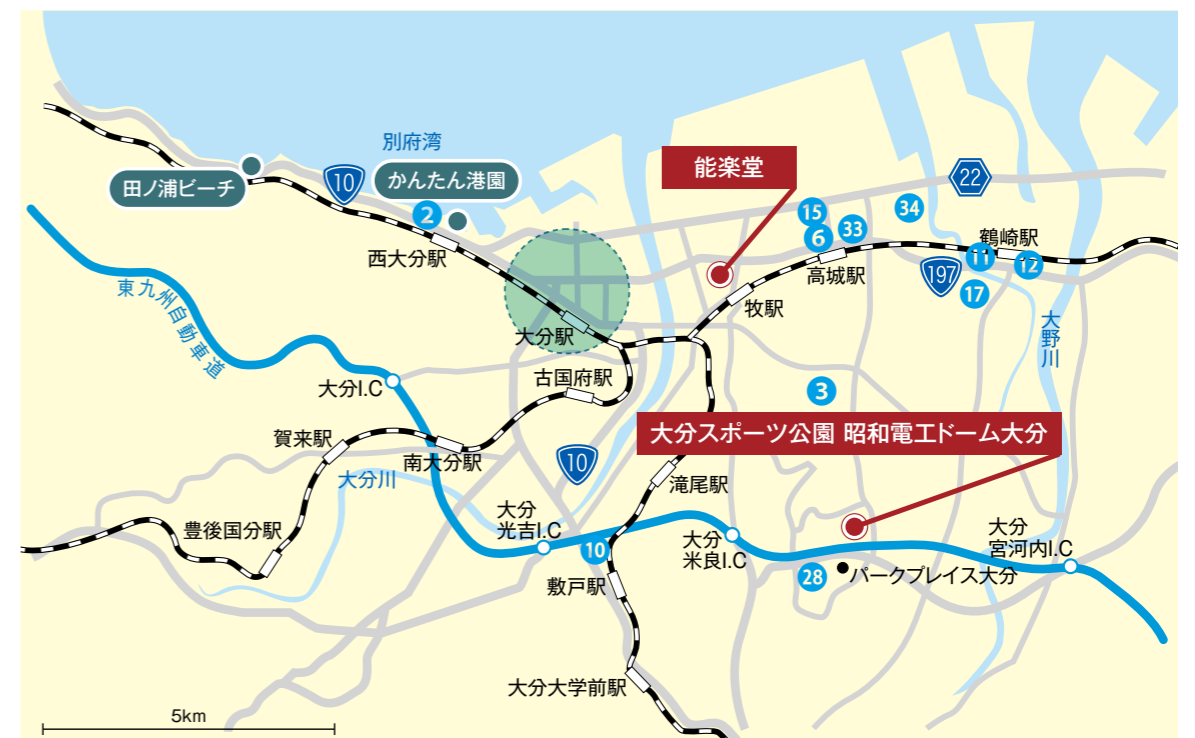 別府湾
能楽堂
田ノ浦ビーチ
10
かんたん港園
22
2
15
34
6
33
鶴崎駅
西大分駅
高城駅
11
12
197
17
牧駅
東九州自動車道
大分駅
大野川
古国府駅
大分I.C
3
賀来駅
大分スポーツ公園 昭和電工ドーム大分
南大分駅
10
大分川
滝尾駅
豊後国分駅
大分
光吉I.C
大分
米良I.C
大分
宮河内I.C
10
28
パークプレイス大分
敷戸駅
大分大学前駅
5km